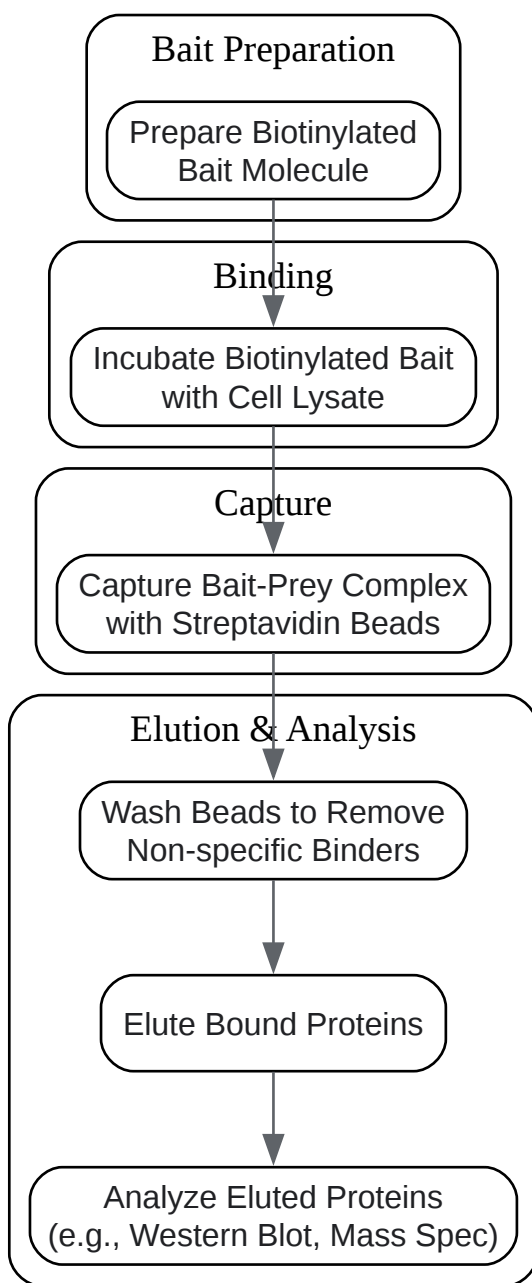 Bait Preparation
Prepare Biotinylated
Bait Molecule
Binding
Incubate Biotinylated Bait
with Cell Lysate
Capture
Capture Bait-Prey Complex
with Streptavidin Beads
Elution & Analysis
Wash Beads to Remove
Non-specific Binders
Elute Bound Proteins
Analyze Eluted Proteins
(e.g., Western Blot, Mass Spec)